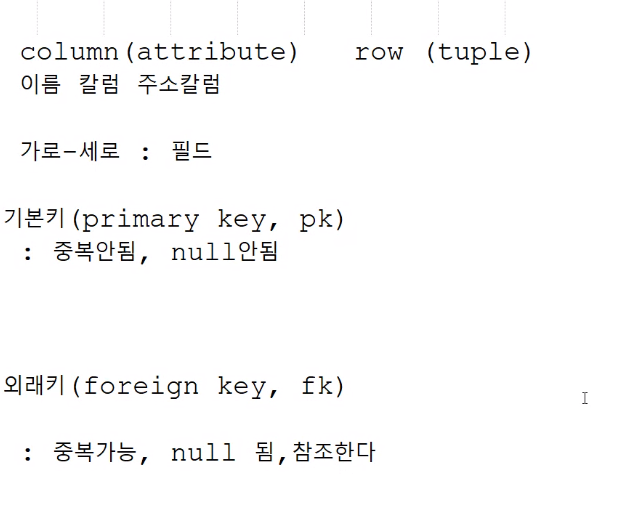 column(attribute) row (tuple)
이름 칼럼 주소칼럼
가로-세로 : 필드
기본키(primary key, pk)
: 중복안됨, null안됨
외래키(foreign key, fk)
: 중복가능, null 됨,참조한다